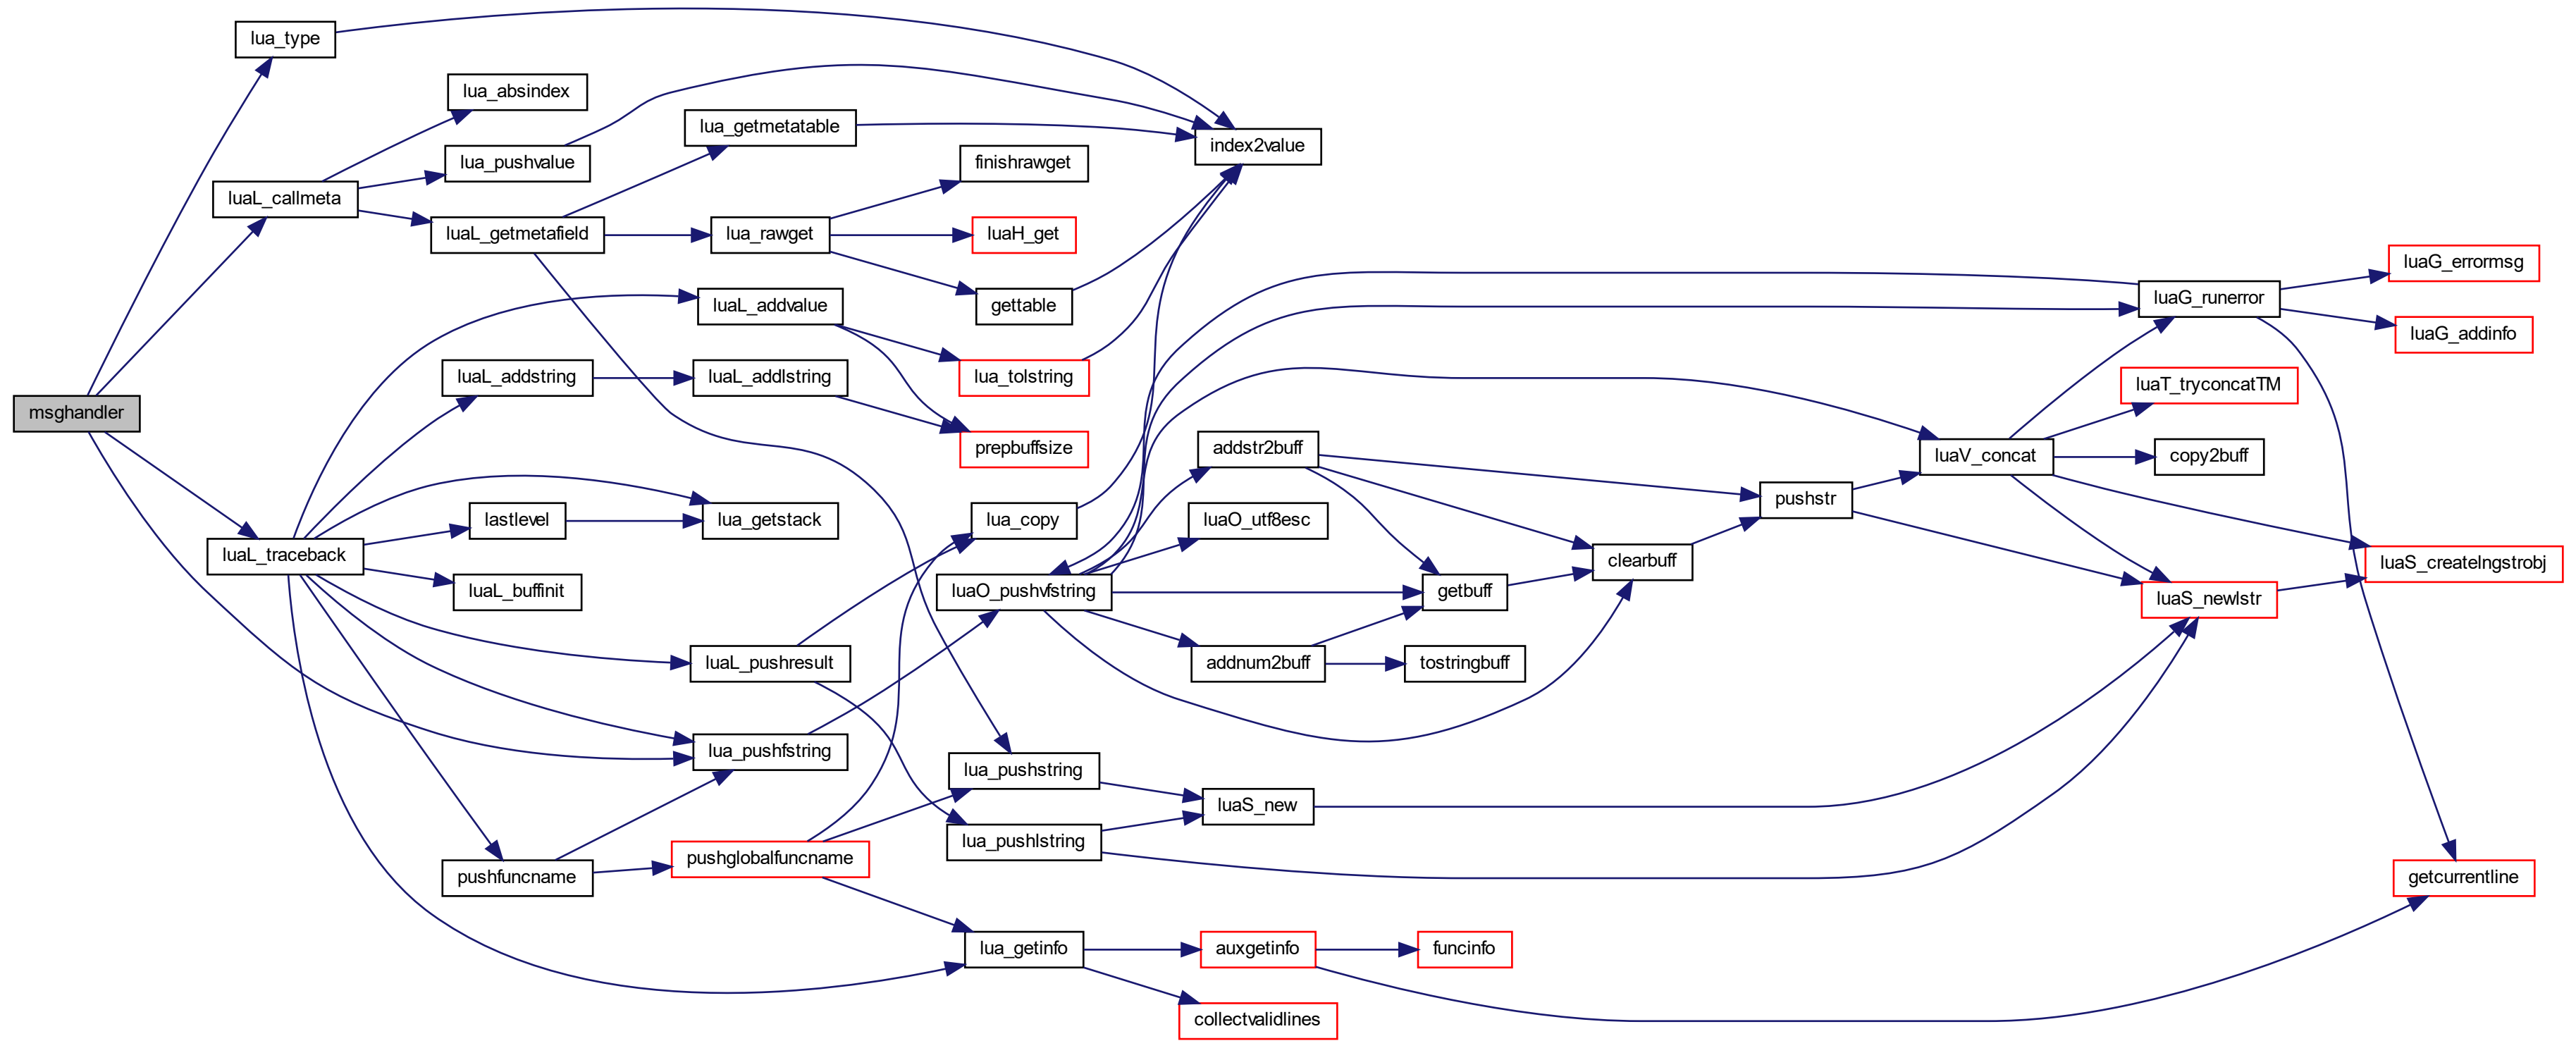 msghandler
lua_type
luaL_callmeta
luaL_traceback
lua_absindex
lua_pushvalue
luaL_getmetafield
luaL_addstring
lastlevel
luaL_buffinit
pushfuncname
lua_getmetatable
lua_rawget
luaL_addvalue
luaL_addlstring
lua_getstack
luaL_pushresult
lua_pushfstring
pushglobalfuncname
finishrawget
luaH_get
gettable
lua_tolstring
prepbuffsize
lua_copy
luaO_pushvfstring
lua_pushstring
lua_pushlstring
lua_getinfo
index2value
addstr2buff
luaO_utf8esc
addnum2buff
luaS_new
auxgetinfo
collectvalidlines
getbuff
tostringbuff
funcinfo
clearbuff
pushstr
luaV_concat
luaG_runerror
luaT_tryconcatTM
copy2buff
luaS_newlstr
luaG_errormsg
luaG_addinfo
luaS_createlngstrobj
getcurrentline